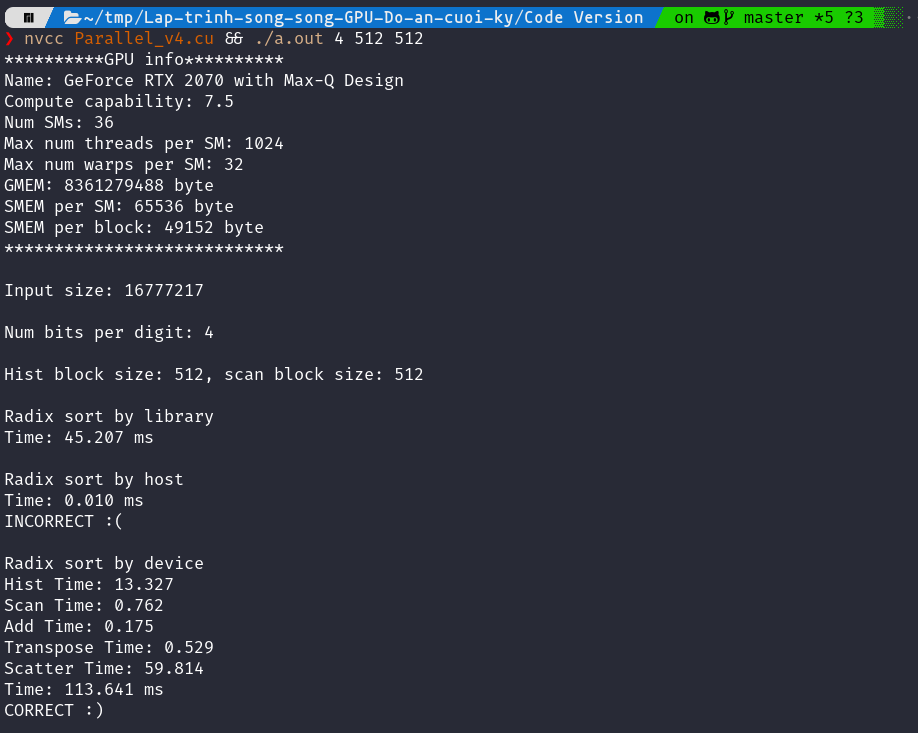 ~/tmp/Lap-trinh-song-song-GPU-Do-an-cuoi-ky/Code Version on master *5 ?3
❯ nvcc Parallel_v4.cu && ./a.out 4 512 512
**********GPU info**********
Name: GeForce RTX 2070 with Max-Q Design
Compute capability: 7.5
Num SMs: 36
Max num threads per SM: 1024
Max num warps per SM: 32
GMEM: 8361279488 byte
SMEM per SM: 65536 byte
SMEM per block: 49152 byte
****************************
Input size: 16777217
Num bits per digit: 4
Hist block size: 512, scan block size: 512
Radix sort by library
Time: 45.207 ms
Radix sort by host
Time: 0.010 ms
INCORRECT :(
Radix sort by device
Hist Time: 13.327
Scan Time: 0.762
Add Time: 0.175
Transpose Time: 0.529
Scatter Time: 59.814
Time: 113.641 ms
CORRECT :)